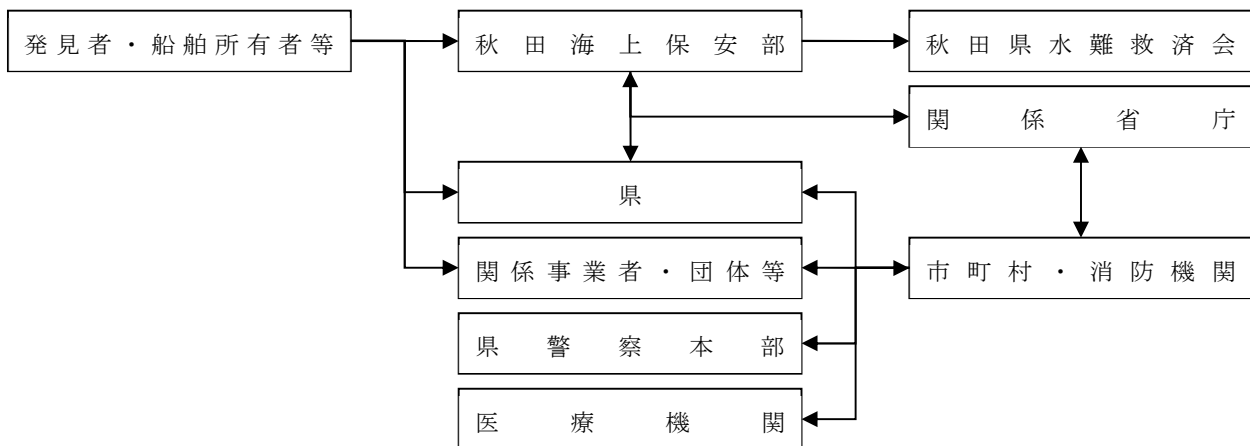 発見者・船舶所有者等
秋田海上保安部
秋田県水難救済会
関係省庁
県
関係事業者・団体等
市町村・消防機関
県警察本部
医療機関